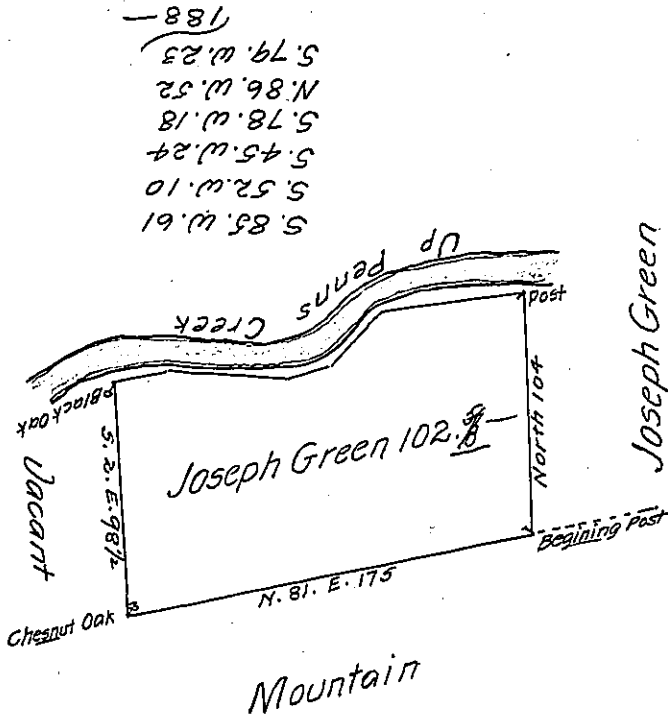 S. 85. W. 61
S. 52. W. 10
S. 45. W. 24
S. 78. W. 18
N. 86. W. 52
S. 79. W. 23
188
Up Penns Creek
post
Black Oak
Joseph Green
North 104
Joseph Green 102.
S. 2. E. 98½
Vacant
Begining Post
N. 81. E. 175
Chesnut Oak
Mountain